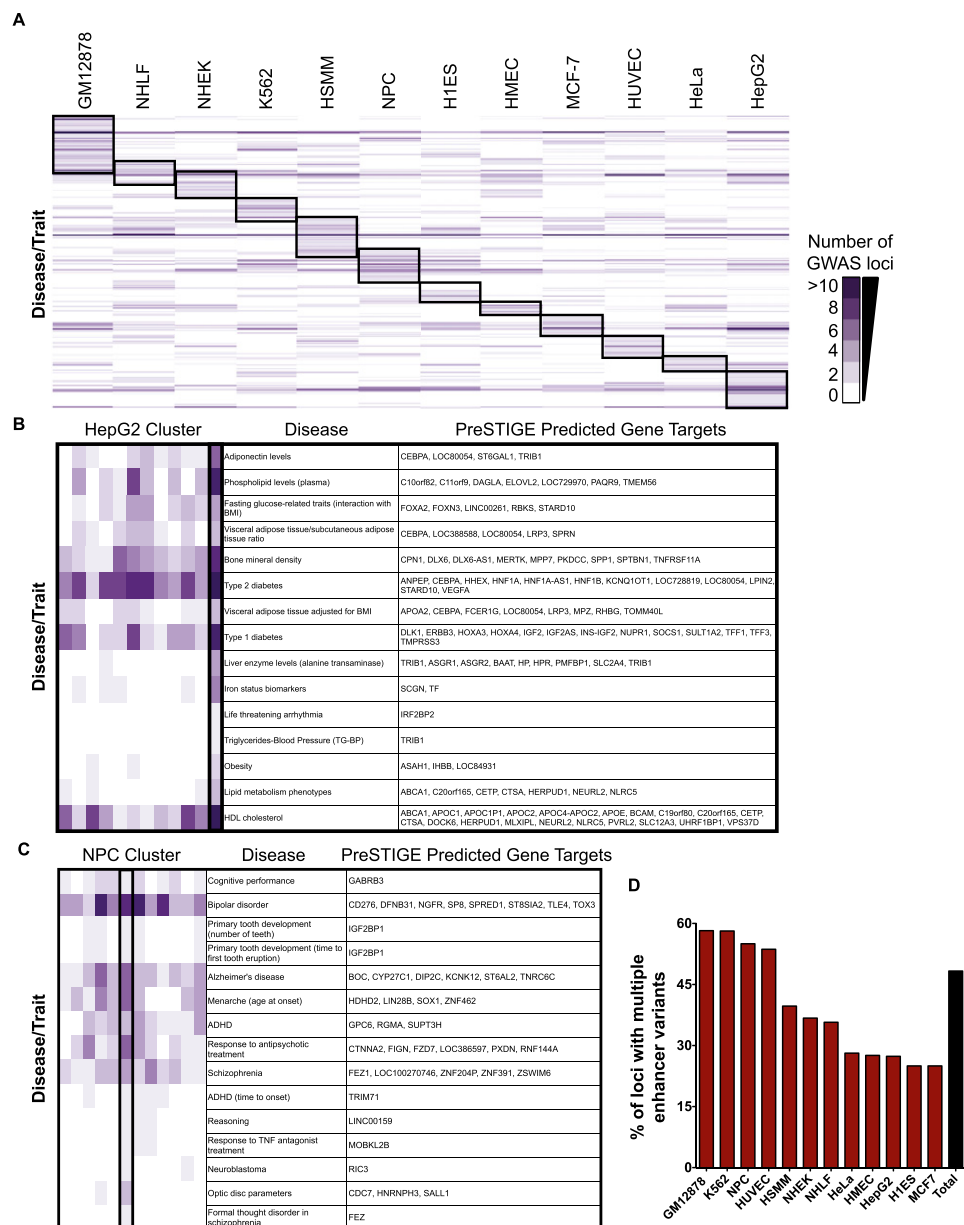 A
GM12878
NHLF
NHEK
K562
HSMM
NPC
H1ES
HMEC
MCF-7
HUVEC
HeLa
HepG2
Disease/Trait
Number of
GWAS loci
>10
8
6
4
2
0
B
HepG2 Cluster
Disease
PreSTIGE Predicted Gene Targets
Disease/Trait
Adiponectin levels
CEBPA, LOC80054, ST6GAL1, TRIB1
Phospholipid levels (plasma)
C10orf82, C11orf9, DAGLA, ELOVL2, LOC729970, PAQR9, TMEM56
Fasting glucose-related traits (interaction with
BMI)
FOXA2, FOXN3, LINC00261, RBKS, STARD10
Visceral adipose tissue/subcutaneous adipose
tissue ratio
CEBPA, LOC388588, LOC80054, LRP3, SPRN
Bone mineral density
CPN1, DLX6, DLX6-AS1, MERTK, MPP7, PKDCC, SPP1, SPTBN1, TNFRSF11A
Type 2 diabetes
ANPEP, CEBPA, HHEX, HNF1A, HNF1A-AS1, HNF1B, KCNQ1OT1, LOC728819, LOC80054, LPIN2,
STARD10, VEGFA
Visceral adipose tissue adjusted for BMI
APOA2, CEBPA, FCER1G, LOC80054, LRP3, MPZ, RHBG, TOMM40L
Type 1 diabetes
DLK1, ERBB3, HOXA3, HOXA4, IGF2, IGF2AS, INS-IGF2, NUPR1, SOCS1, SULT1A2, TFF1, TFF3,
TMPRSS3
Liver enzyme levels (alanine transaminase)
TRIB1, ASGR1, ASGR2, BAAT, HP, HPR, PMFBP1, SLC2A4, TRIB1
Iron status biomarkers
SCGN, TF
Life threatening arrhythmia
IRF2BP2
Triglycerides-Blood Pressure (TG-BP)
TRIB1
Obesity
ASAH1, IHBB, LOC84931
Lipid metabolism phenotypes
ABCA1, C20orf165, CETP, CTSA, HERPUD1, NEURL2, NLRC5
HDL cholesterol
ABCA1, APOC1, APOC1P1, APOC2, APOC4-APOC2, APOE, BCAM, C19orf80, C20orf165, CETP,
CTSA, DOCK6, HERPUD1, MLXIPL, NEURL2, NLRC5, PVRL2, SLC12A3, UHRF1BP1, VPS37D
C
NPC Cluster
Disease
PreSTIGE Predicted Gene Targets
Disease/Trait
Cognitive performance
GABRB3
Bipolar disorder
CD276, DFNB31, NGFR, SP8, SPRED1, ST8SIA2, TLE4, TOX3
Primary tooth development
(number of teeth)
IGF2BP1
Primary tooth development (time to
first tooth eruption)
IGF2BP1
Alzheimer's disease
BOC, CYP27C1, DIP2C, KCNK12, ST6AL2, TNRC6C
Menarche (age at onset)
HDHD2, LIN28B, SOX1, ZNF462
ADHD
GPC6, RGMA, SUPT3H
Response to antipsychotic
treatment
CTNNA2, FIGN, FZD7, LOC386597, PXDN, RNF144A
Schizophrenia
FEZ1, LOC100270746, ZNF204P, ZNF391, ZSWIM6
ADHD (time to onset)
TRIM71
Reasoning
LINC00159
Response to TNF antagonist
treatment
MOBKL2B
Neuroblastoma
RIC3
Optic disc parameters
CDC7, HNRNPH3, SALL1
Formal thought disorder in
schizophrenia
FEZ
D
% of loci with multiple
enhancer variants
60
45
30
15
0
GM12878
K562
NPC
HUVEC
HSMM
NHEK
NHLF
HeLa
HMEC
HepG2
H1ES
MCF7
Total